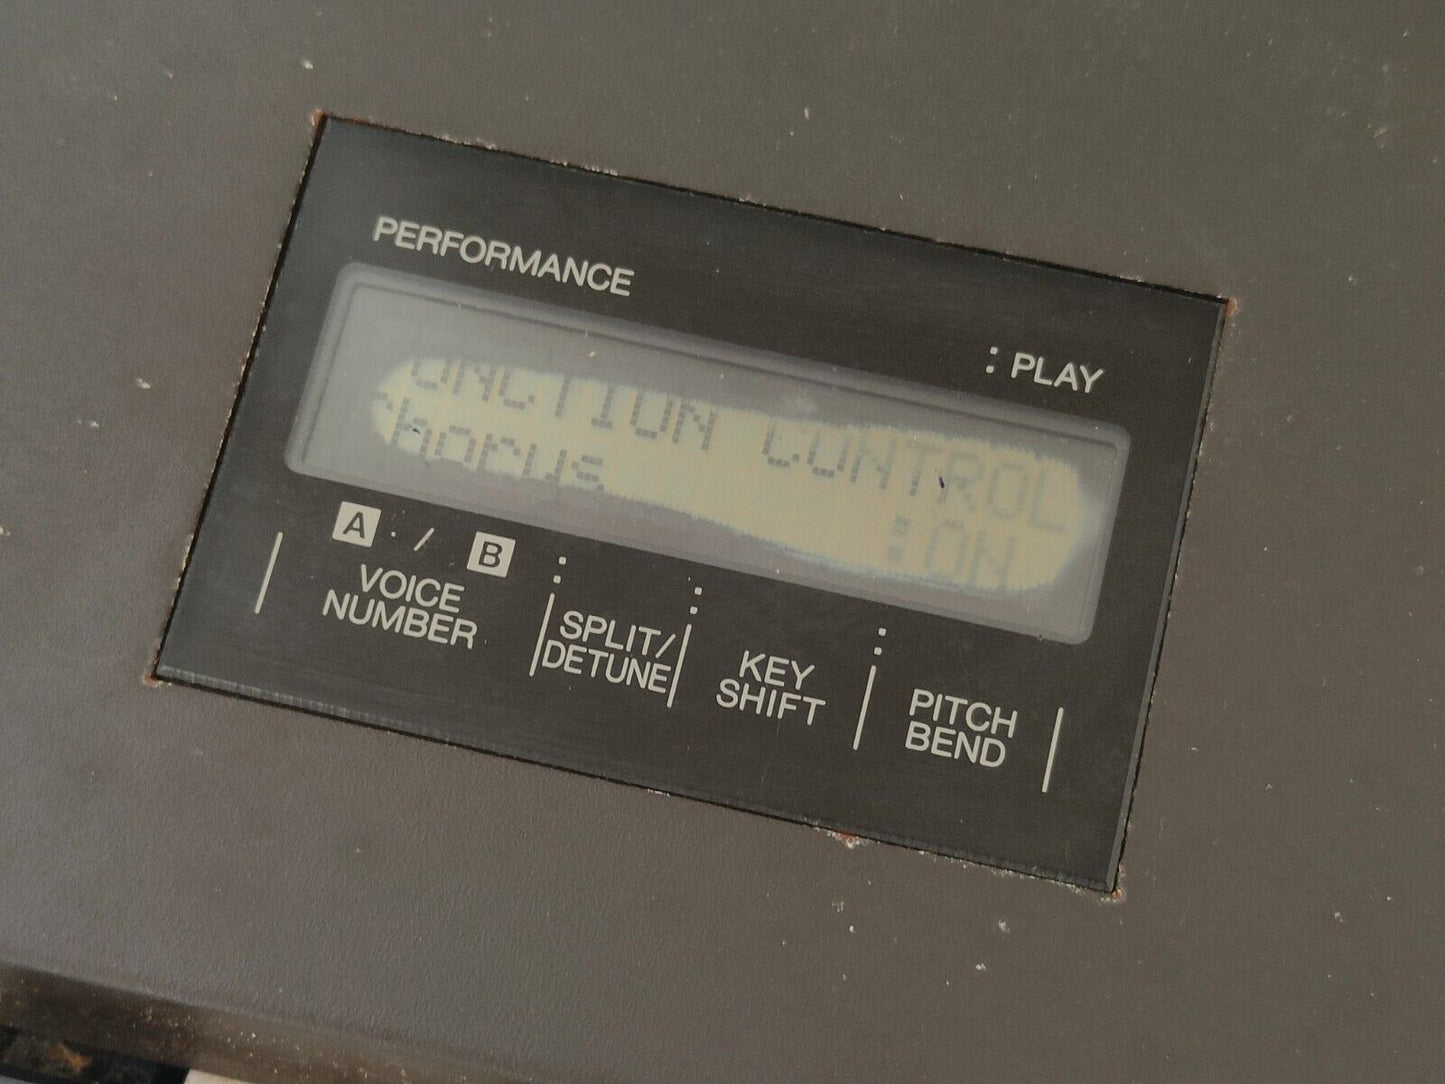 PERFORMANCE
: PLAY
UNCTION CONTROL
horus :ON
A : / B : : :
VOICE NUMBER
SPLIT/ DETUNE
KEY SHIFT
PITCH BEND